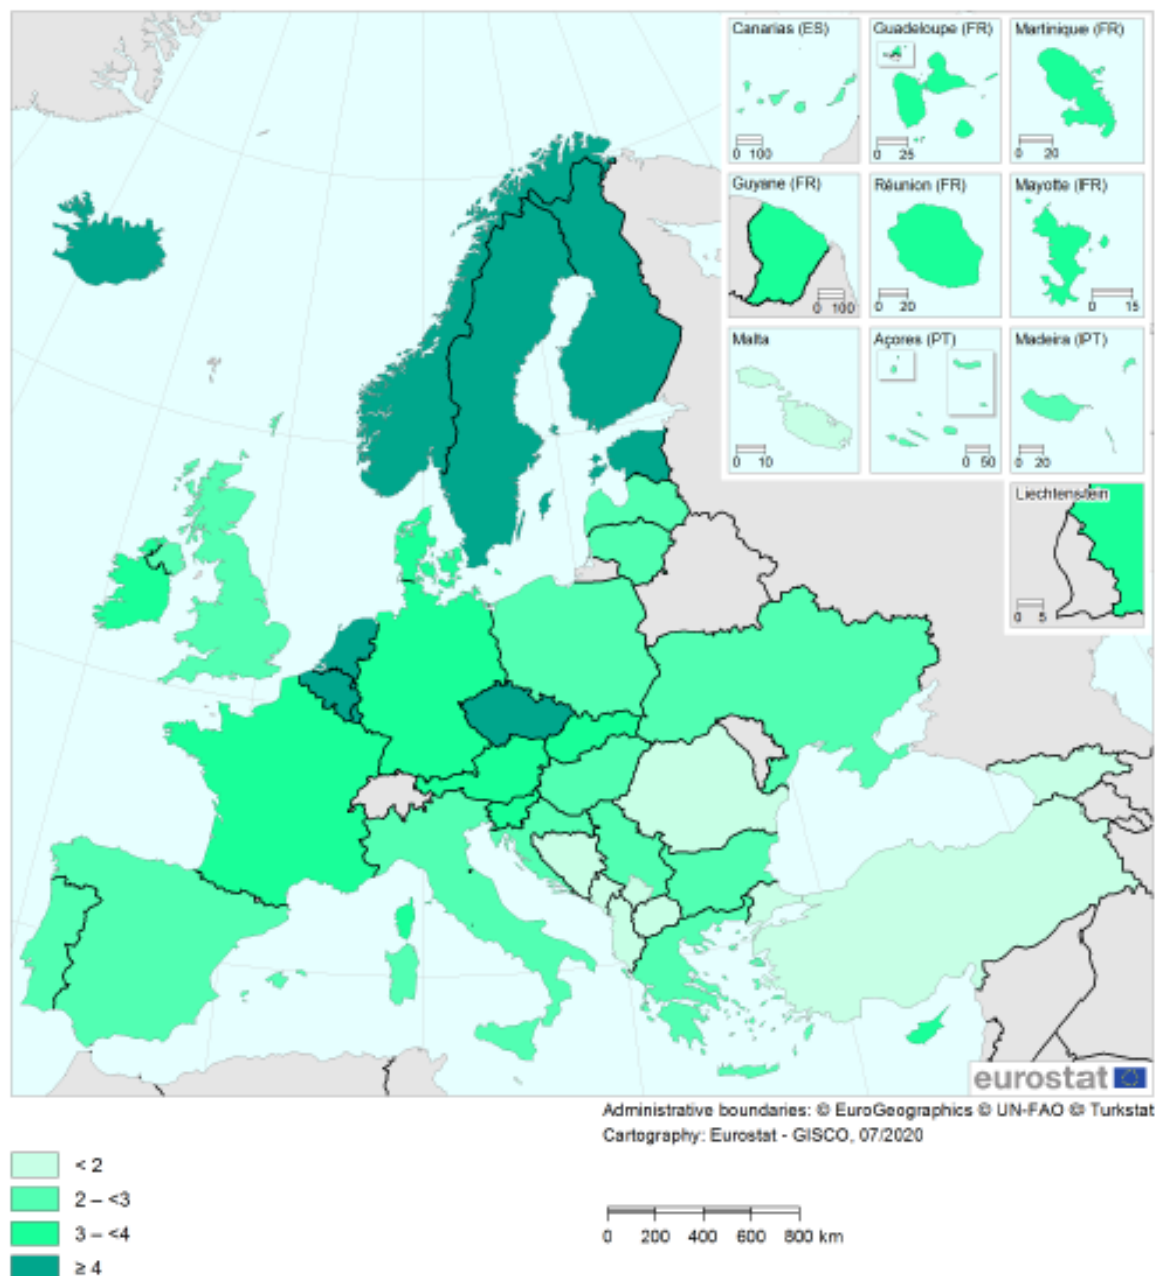 Canarias (ES)
0 100
Guadeloupe (FR)
0 25
Martinique (FR)
0 20
Guyane (FR)
0 100
Réunion (FR)
0 20
Mayotte (FR)
0 15
Malta
0 10
Açores (PT)
0 50
Madeira (PT)
0 20
Liechtenstein
0 5
eurostat
Administrative boundaries: © EuroGeographics © UN-FAO © Turkstat
Cartography: Eurostat - GISCO, 07/2020
< 2
2 – <3
3 – <4
≥ 4
0 200 400 600 800 km